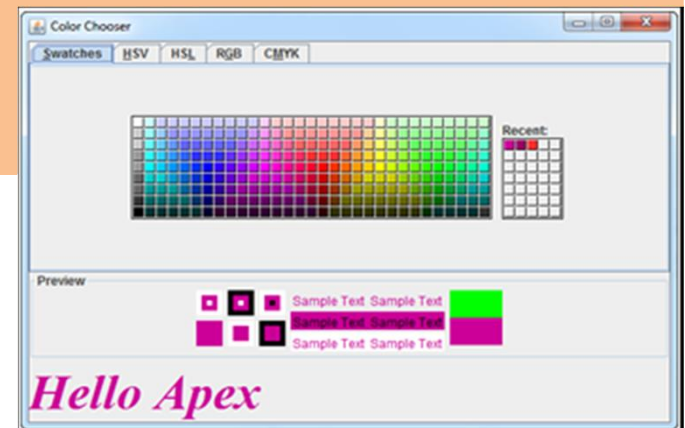 Color Chooser
Swatches HSV HSL RGB CMYK
Recent:
Preview
Sample Text Sample Text
Sample Text Sample Text
Sample Text Sample Text
Hello Apex